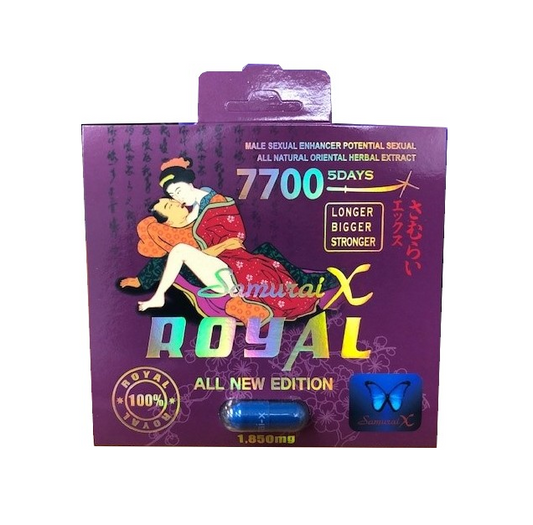 MALE SEXUAL ENHANCER POTENTIAL SEXUAL
ALL NATURAL ORIENTAL HERBAL EXTRACT
7700 5DAYS
LONGER
BIGGER
STRONGER
さむらい
エックス
Samurai X
ROYAL
ALL NEW EDITION
ROYAL
100%
ROYAL
1.850mg
Samurai X